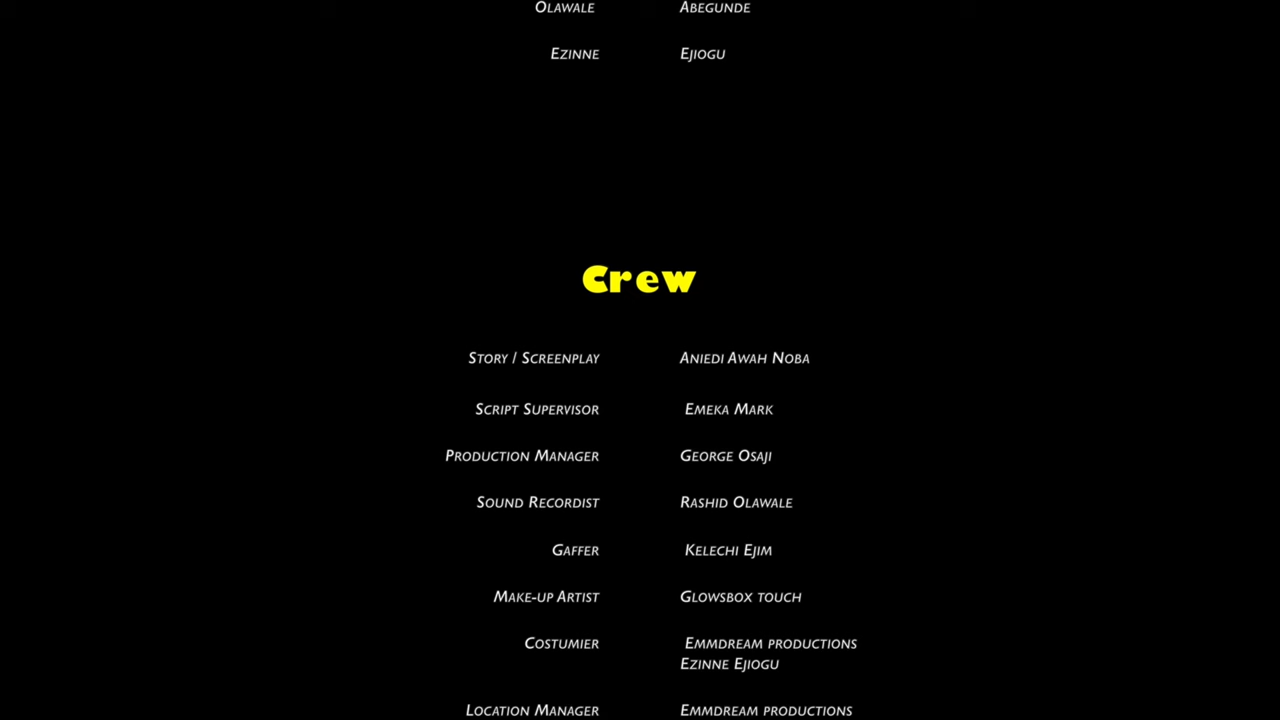 Olawale Abegunde
Ezinne Ejiogu
Crew
Story / Screenplay Aniedi Awah Noba
Script Supervisor Emeka Mark
Production Manager George Osaji
Sound Recordist Rashid Olawale
Gaffer Kelechi Ejim
Make-up Artist Glowsbox touch
Costumier Emmdream productions
Ezinne Ejiogu
Location Manager Emmdream productions